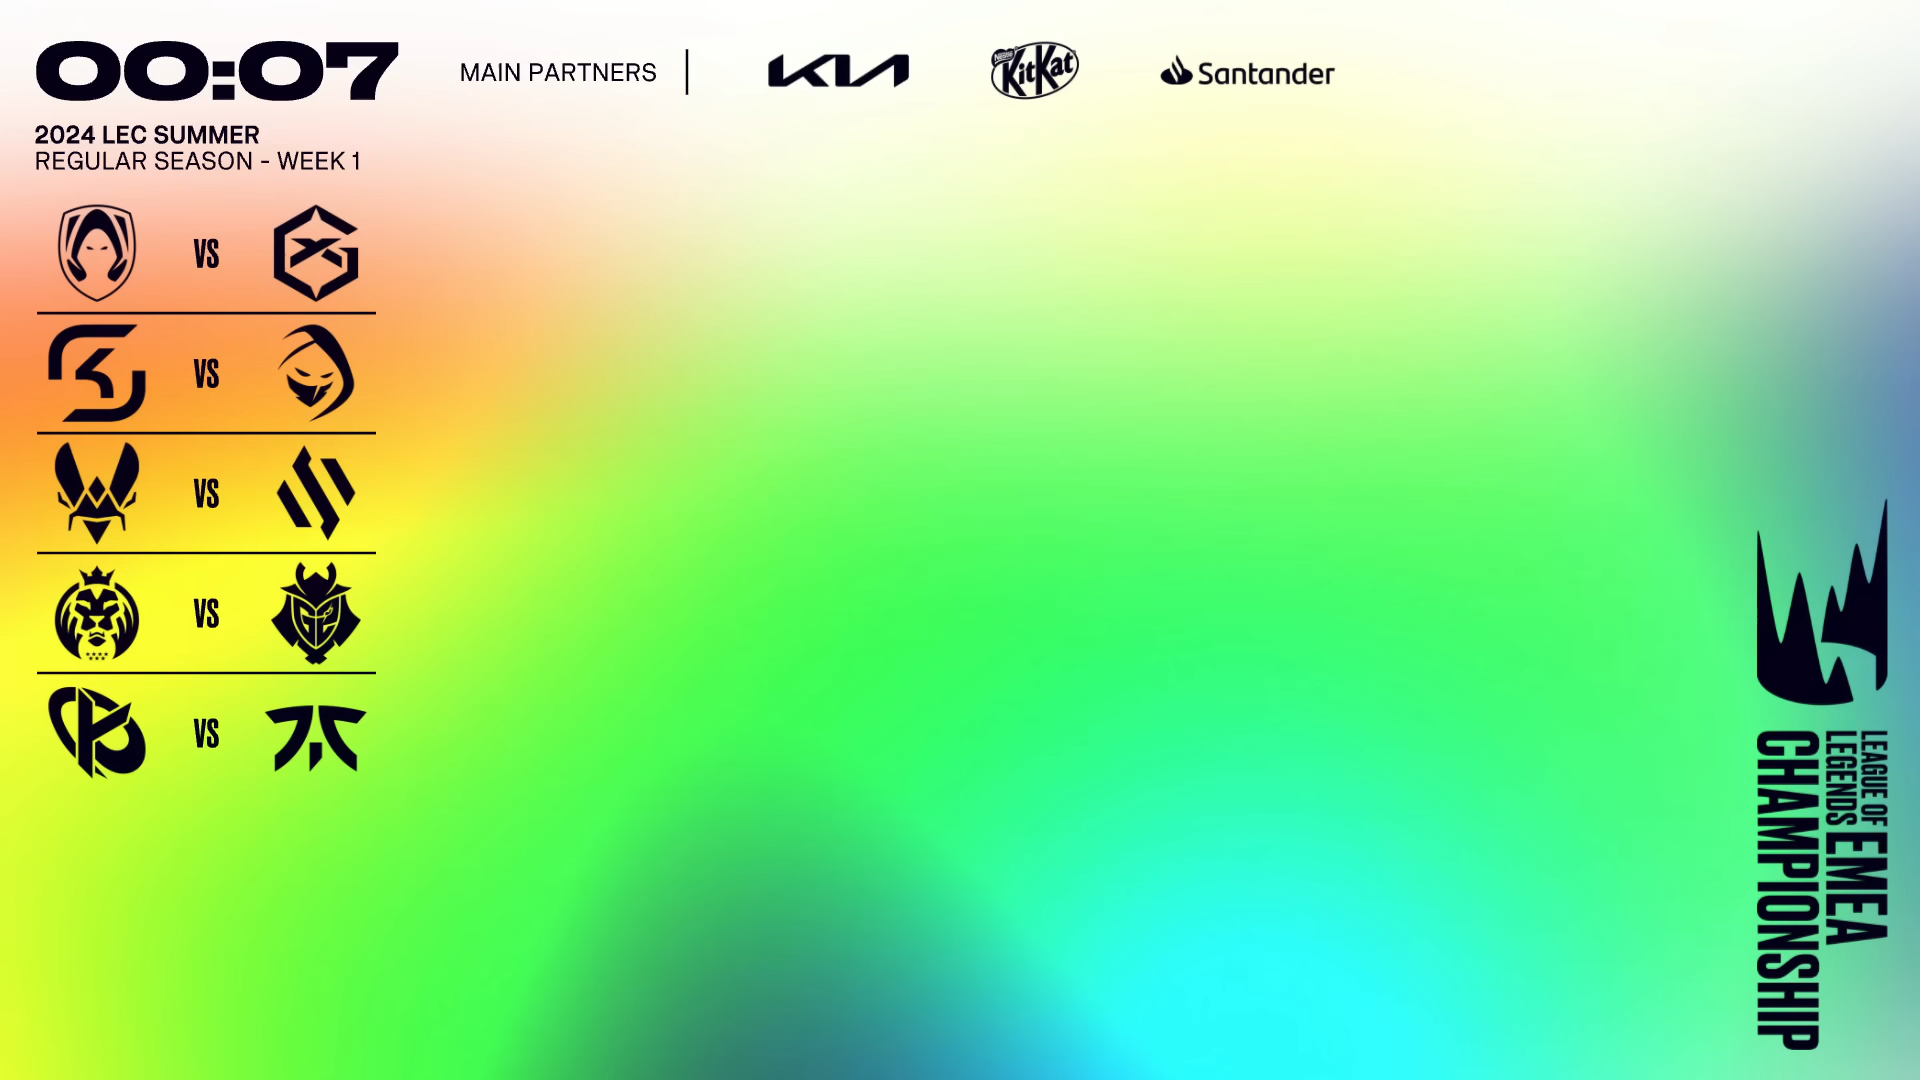 00:07
MAIN PARTNERS
KIA
Nestlé
KitKat
Santander
2024 LEC SUMMER
REGULAR SEASON - WEEK 1
VS
VS
VS
VS
VS
LEAGUE OF
LEGENDS EMEA
CHAMPIONSHIP